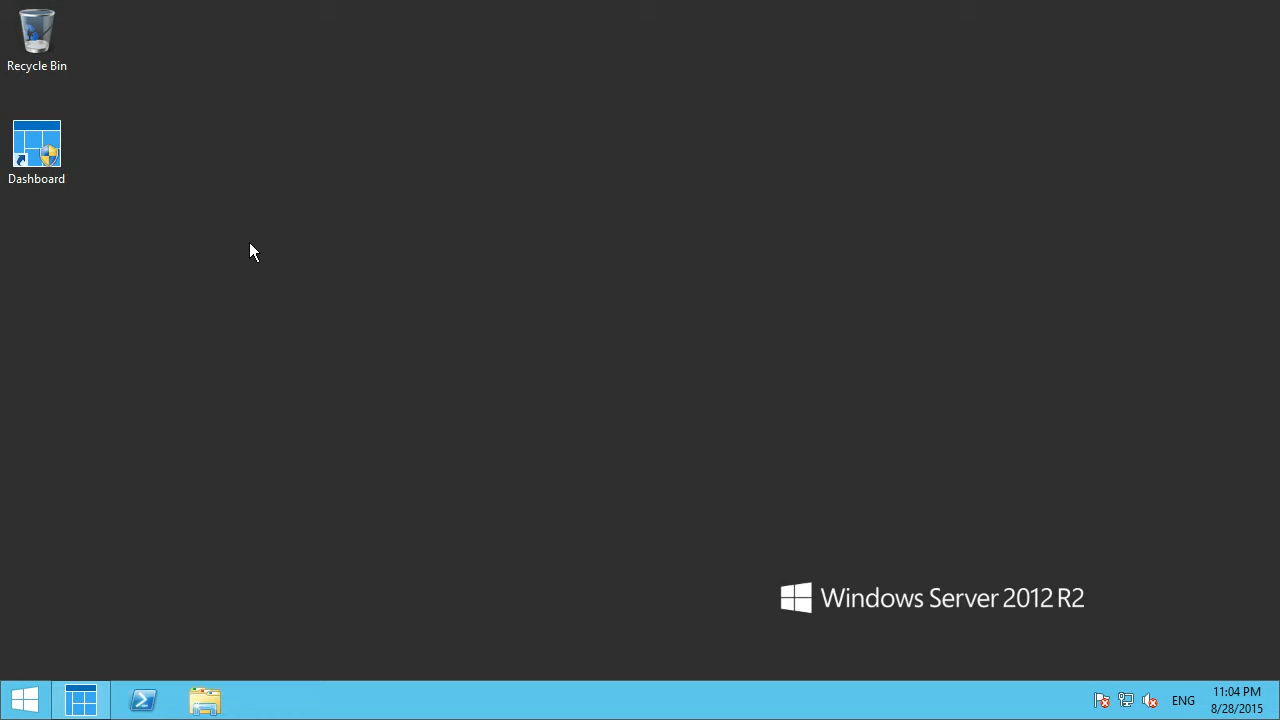 Recycle Bin
Dashboard
Windows Server 2012 R2
ENG
11:04 PM
8/28/2015